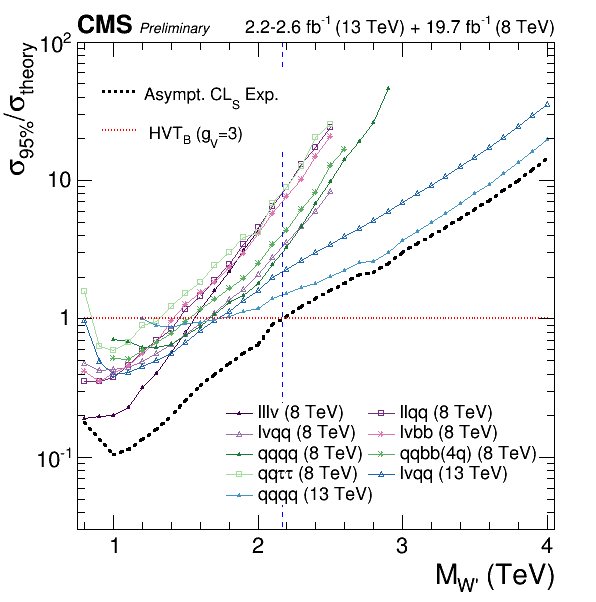 CMS Preliminary 2.2-2.6 fb⁻¹ (13 TeV) + 19.7 fb⁻¹ (8 TeV)
10²
σ95%/σtheory
Asympt. CLS Exp.
HVTB (gV=3)
10
1
lllν (8 TeV) llqq (8 TeV)
lνqq (8 TeV) lνbb (8 TeV)
qqqq (8 TeV) qqbb(4q) (8 TeV)
qqττ (8 TeV) lνqq (13 TeV)
qqqq (13 TeV)
10⁻¹
1 2 3 4
MW' (TeV)